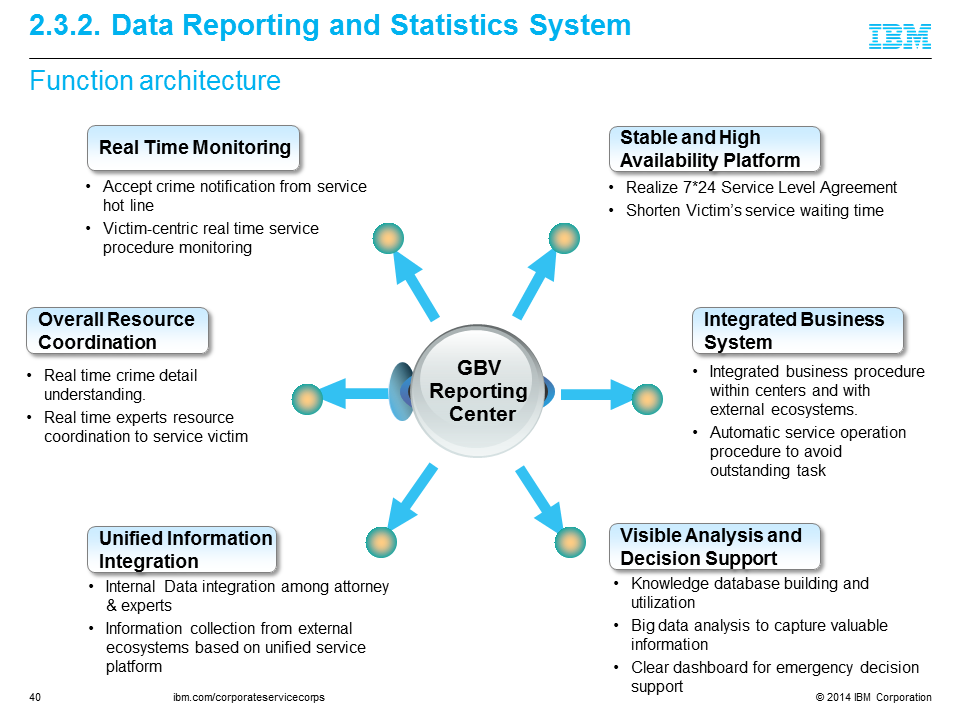 2.3.2. Data Reporting and Statistics System
IBM
Function architecture
Real Time Monitoring
• Accept crime notification from service
hot line
• Victim-centric real time service
procedure monitoring
Stable and High
Availability Platform
• Realize 7*24 Service Level Agreement
• Shorten Victim's service waiting time
Overall Resource
Coordination
• Real time crime detail
understanding.
• Real time experts resource
coordination to service victim
GBV
Reporting
Center
Integrated Business
System
• Integrated business procedure
within centers and with
external ecosystems.
• Automatic service operation
procedure to avoid
outstanding task
Unified Information
Integration
• Internal Data integration among attorney
& experts
• Information collection from external
ecosystems based on unified service
platform
Visible Analysis and
Decision Support
• Knowledge database building and
utilization
• Big data analysis to capture valuable
information
• Clear dashboard for emergency decision
support
40
ibm.com/corporateservicecorps
© 2014 IBM Corporation